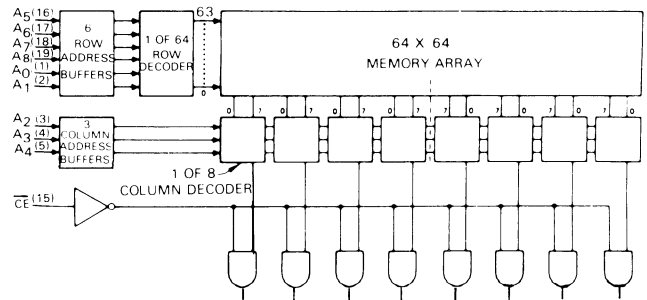 A5 (16)
A6 (17)
A7 (18)
A8 (19)
A0 (1)
A1 (2)
6
ROW
ADDRESS
BUFFERS
1 OF 64
ROW
DECODER
63
0
64 X 64
MEMORY ARRAY
0 7 0 7 0 7 0 7 7 0 7 0 7 0 7 0
A2 (3)
A3 (4)
A4 (5)
3
COLUMN
ADDRESS
BUFFERS
1 OF 8
COLUMN DECODER
CE (15)